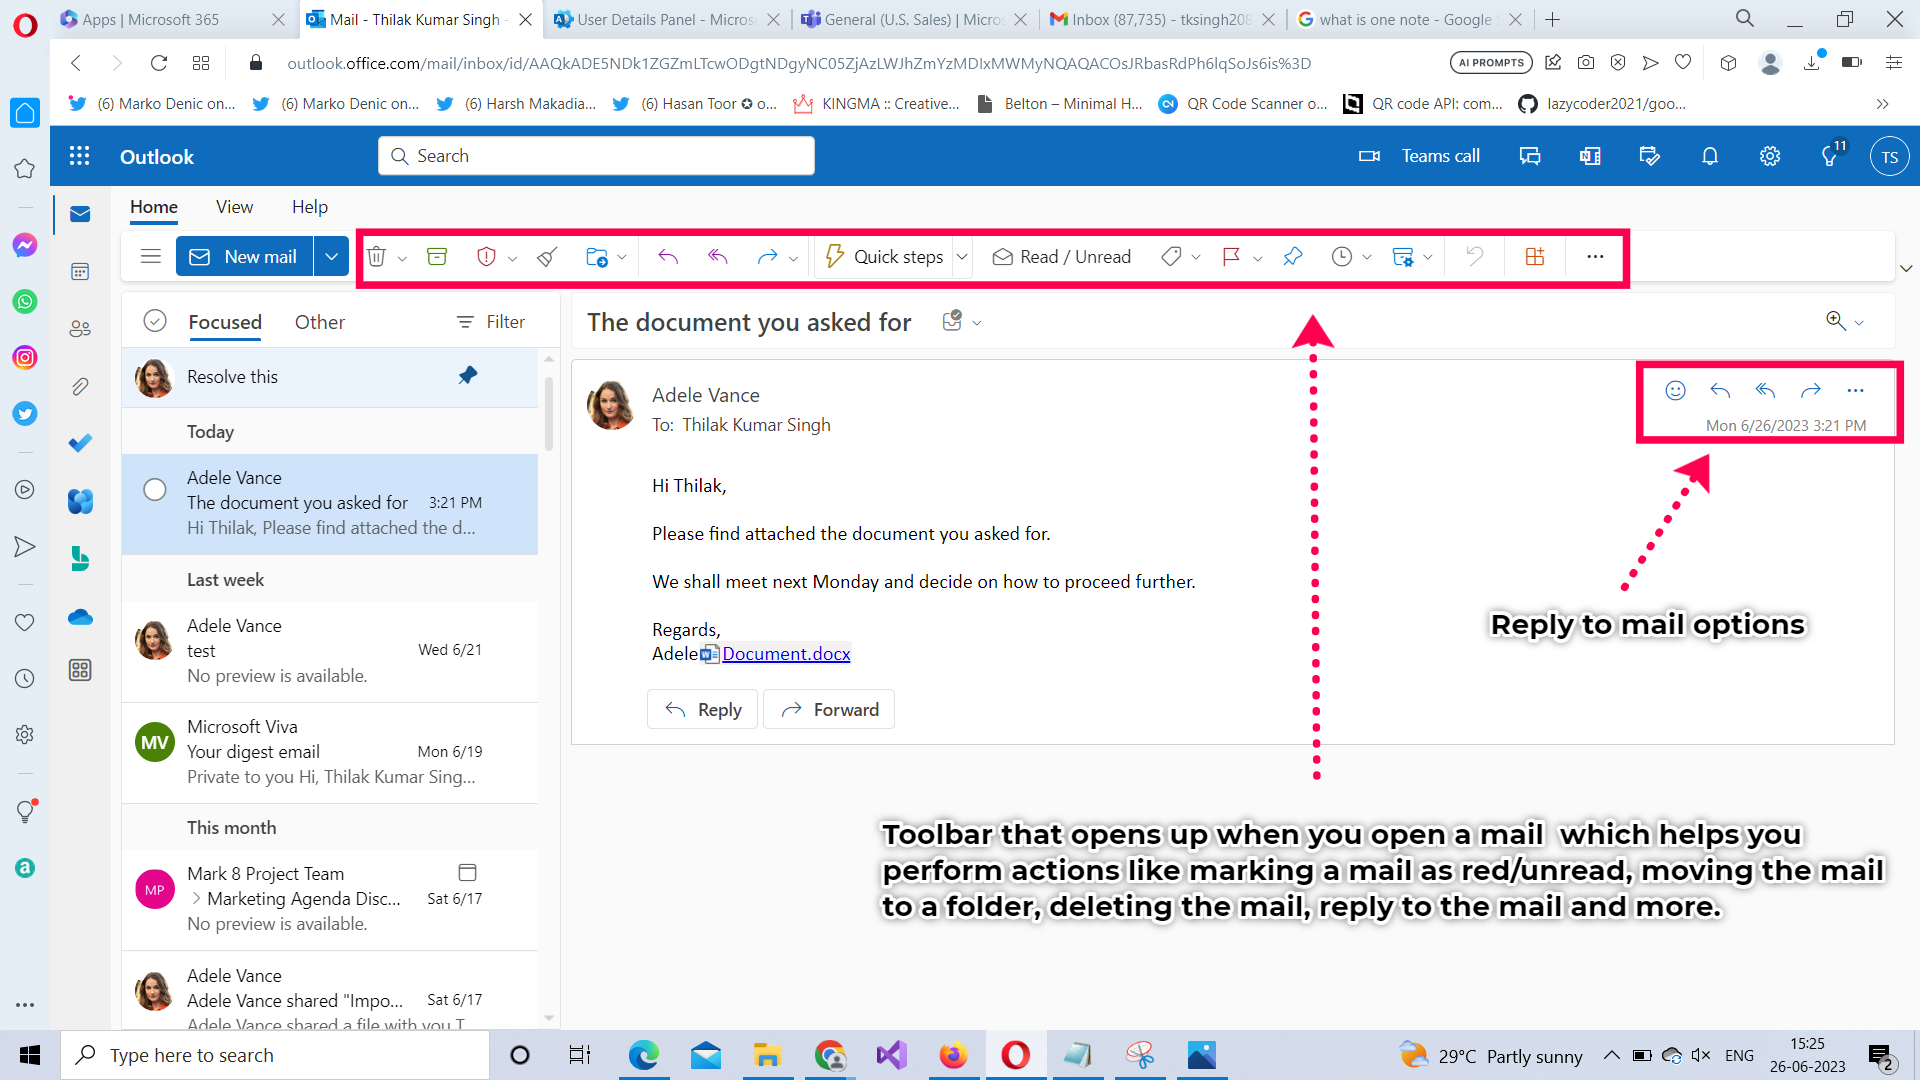 Apps | Microsoft 365
Mail - Thilak Kumar Singh -
User Details Panel - Micros
General (U.S. Sales) | Micro
Inbox (87,735) - tksingh208
what is one note - Google
outlook.office.com/mail/inbox/id/AAQkADE5NDk1ZGZmLTcwODgtNDgyNC05ZjAzLWJhZmYzMDIxMWMyNQAQACOsJRbasRdPh6lqSoJs6is%3D
AI PROMPTS
(6) Marko Denic on...
(6) Marko Denic on...
(6) Harsh Makadia...
(6) Hasan Toor ✪ o...
KINGMA :: Creative...
Belton – Minimal H...
QR Code Scanner o...
QR code API: com...
lazycoder2021/goo...
Outlook
Search
Teams call
11
TS
Home
View
Help
New mail
Quick steps
Read / Unread
Focused
Other
Filter
The document you asked for
Resolve this
Today
Adele Vance
The document you asked for 3:21 PM
Hi Thilak, Please find attached the d...
Last week
Adele Vance
test Wed 6/21
No preview is available.
MV
Microsoft Viva
Your digest email Mon 6/19
Private to you Hi, Thilak Kumar Sing...
This month
MP
Mark 8 Project Team
Marketing Agenda Disc... Sat 6/17
No preview is available.
Adele Vance
Adele Vance shared "Impo... Sat 6/17
Adele Vance shared a file with you T
Adele Vance
To: Thilak Kumar Singh
Mon 6/26/2023 3:21 PM
Hi Thilak,
Please find attached the document you asked for.
We shall meet next Monday and decide on how to proceed further.
Regards,
Adele Document.docx
Reply
Forward
Reply to mail options
Toolbar that opens up when you open a mail which helps you
perform actions like marking a mail as red/unread, moving the mail
to a folder, deleting the mail, reply to the mail and more.
Type here to search
29°C Partly sunny
ENG
15:25
26-06-2023
2